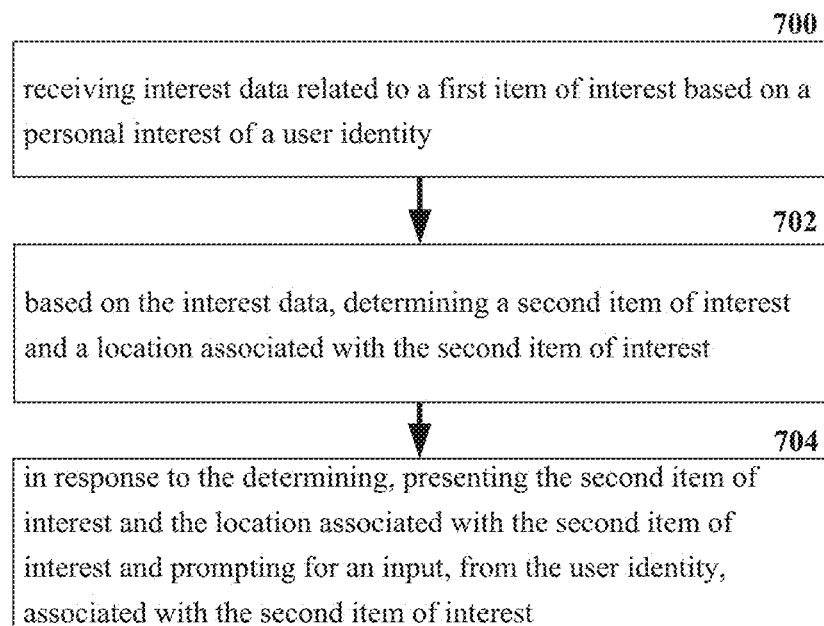 700
receiving interest data related to a first item of interest based on a
personal interest of a user identity
702
based on the interest data, determining a second item of interest
and a location associated with the second item of interest
704
in response to the determining, presenting the second item of
interest and the location associated with the second item of
interest and prompting for an input, from the user identity,
associated with the second item of interest